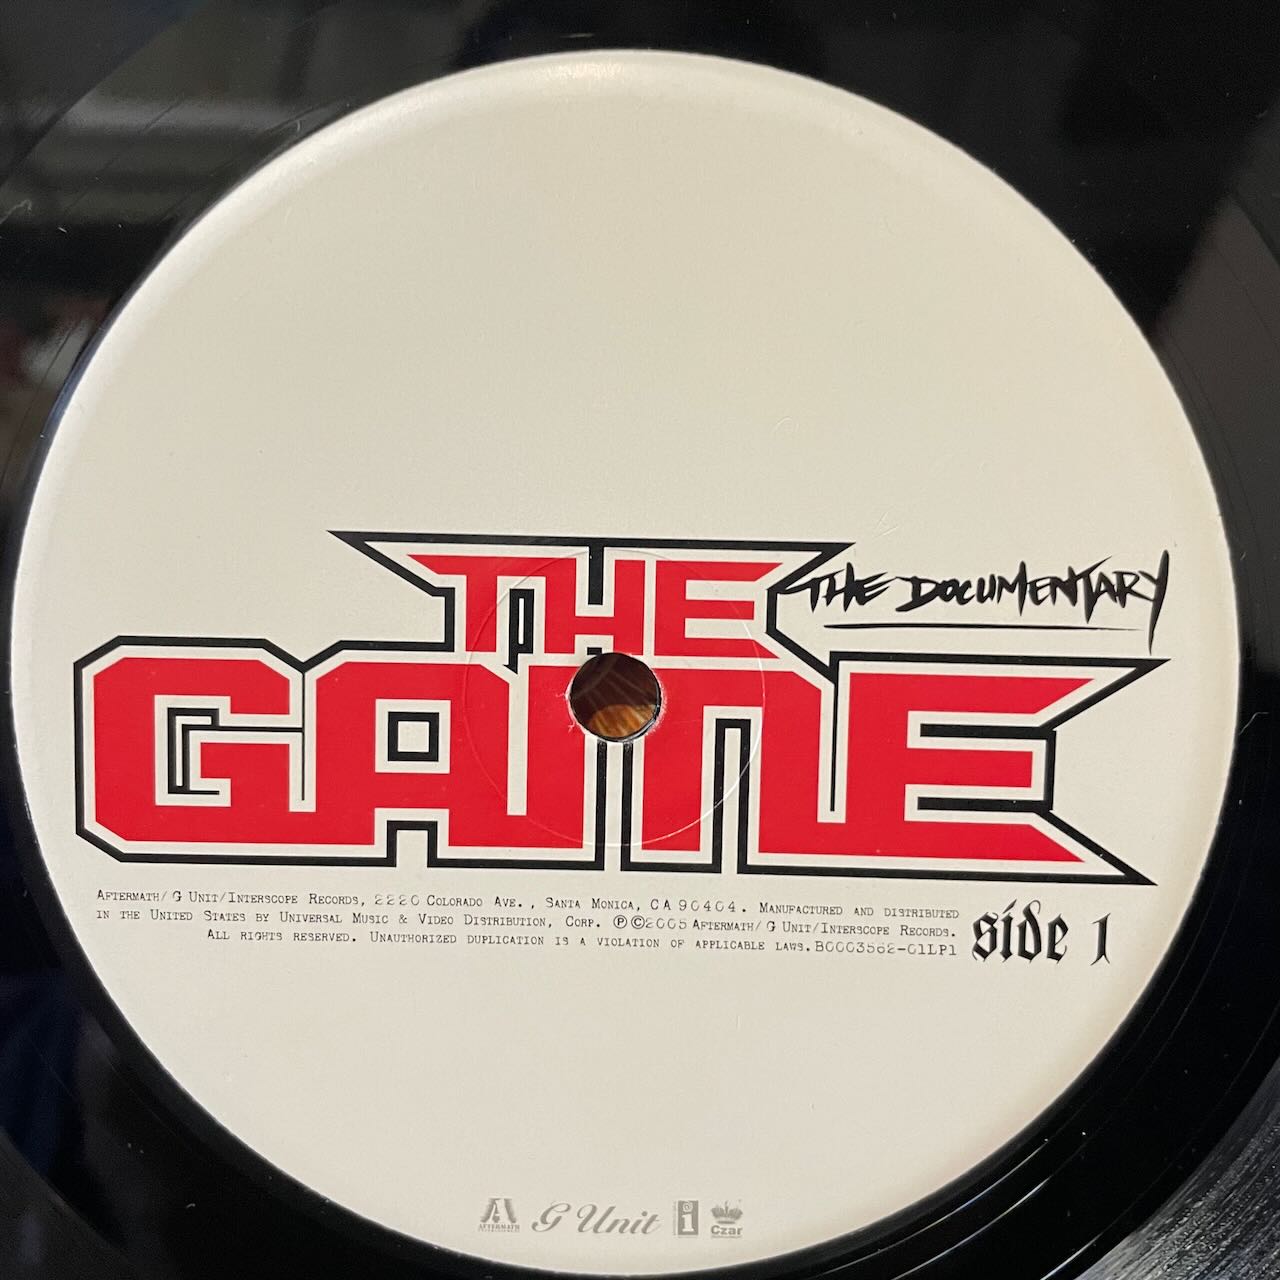 THE
THE DOCUMENTARY
GAME
AFTERMATH/G UNIT/INTERSCOPE RECORDS, 2220 COLORADO AVE., SANTA MONICA, CA 90404. MANUFACTURED AND DISTRIBUTED
IN THE UNITED STATES BY UNIVERSAL MUSIC & VIDEO DISTRIBUTION, CORP. ℗©2005 AFTERMATH/G UNIT/INTERSCOPE RECORDS.
ALL RIGHTS RESERVED. UNAUTHORIZED DUPLICATION IS A VIOLATION OF APPLICABLE LAWS. B0003562-01LP1
side 1
AFTERMATH
G Unit
i
Czar